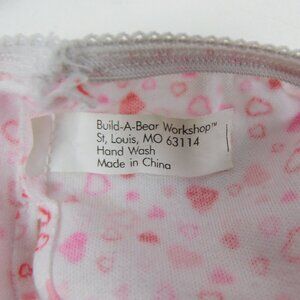 Build-A-Bear Workshop™
St, Louis, MO 63114
Hand Wash
Made in China